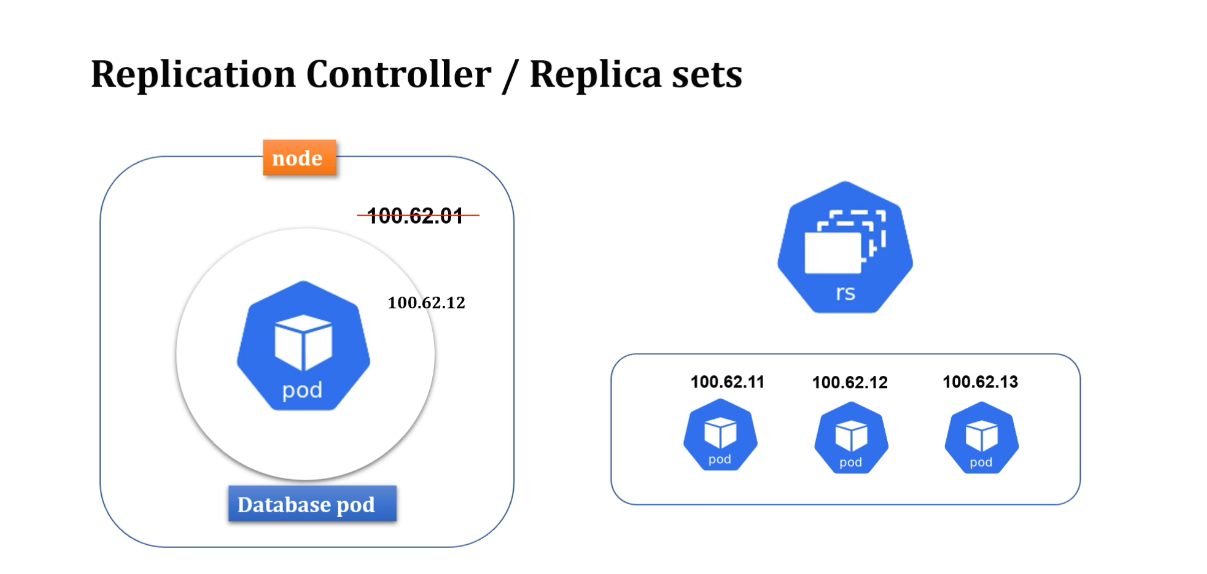 Replication Controller / Replica sets
node
100.62.01
100.62.12
pod
Database pod
rs
100.62.11 100.62.12 100.62.13
pod pod pod